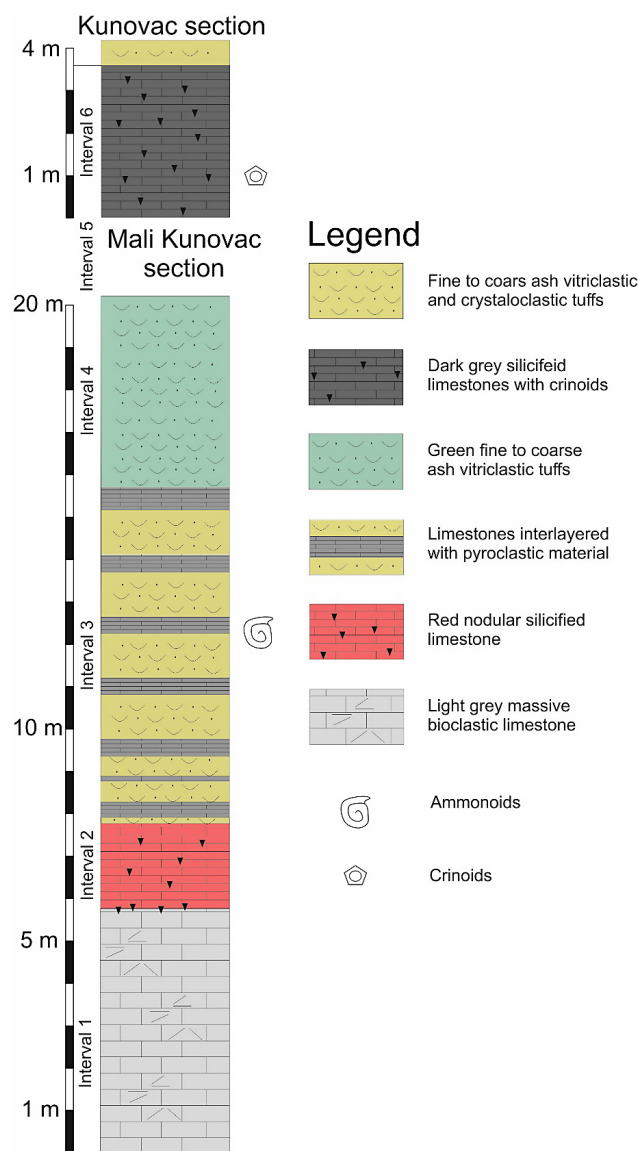 Kunovac section
4 m
Interval 6
1 m
Interval 5
Mali Kunovac
section
20 m
Interval 4
Interval 3
10 m
Interval 2
5 m
Interval 1
1 m
Legend
Fine to coars ash vitriclastic
and crystaloclastic tuffs
Dark grey silicifeid
limestones with crinoids
Green fine to coarse
ash vitriclastic tuffs
Limestones interlayered
with pyroclastic material
Red nodular silicified
limestone
Light grey massive
bioclastic limestone
Ammonoids
Crinoids